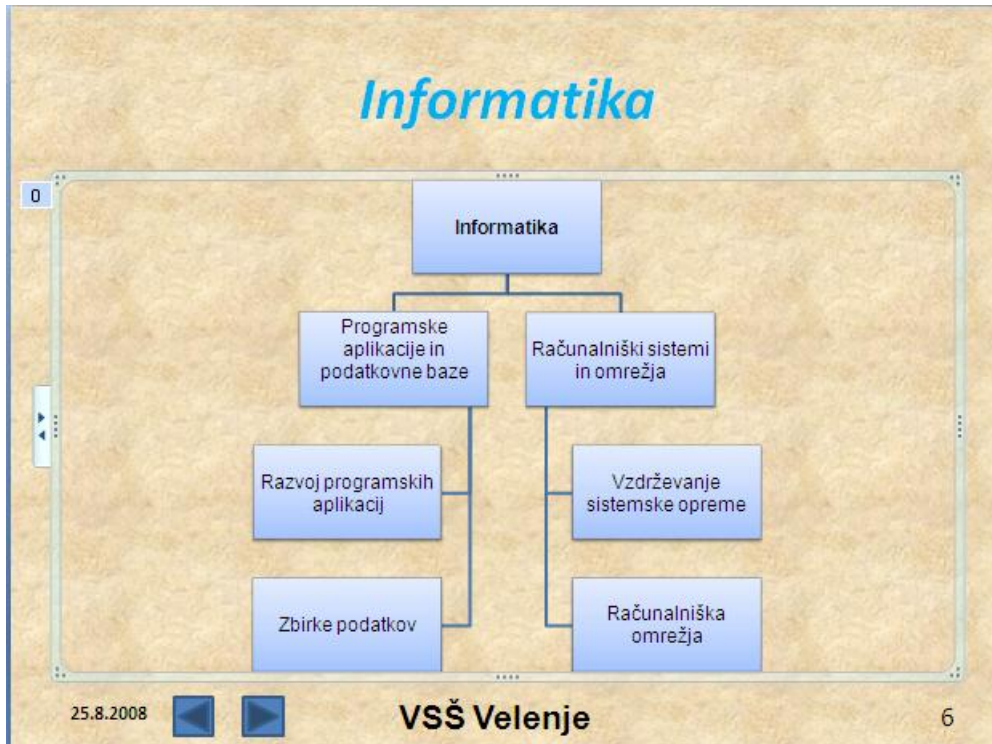 Informatika
0
Informatika
Programske
aplikacije in
podatkovne baze
Računalniški sistemi
in omrežja
Razvoj programskih
aplikacij
Vzdrževanje
sistemske opreme
Zbirke podatkov
Računalniška
omrežja
25.8.2008
VSŠ Velenje
6